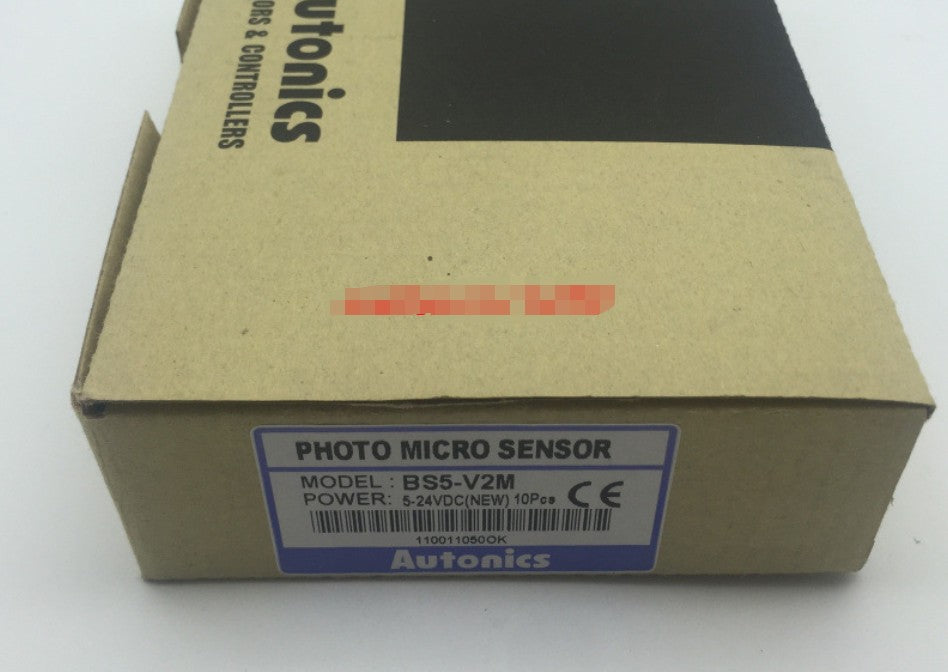 utonics
ORS & CONTROLLERS
PHOTO MICRO SENSOR
MODEL : BS5-V2M
POWER: 5-24VDC(NEW) 10Pcs CE
110011050OK
Autonics